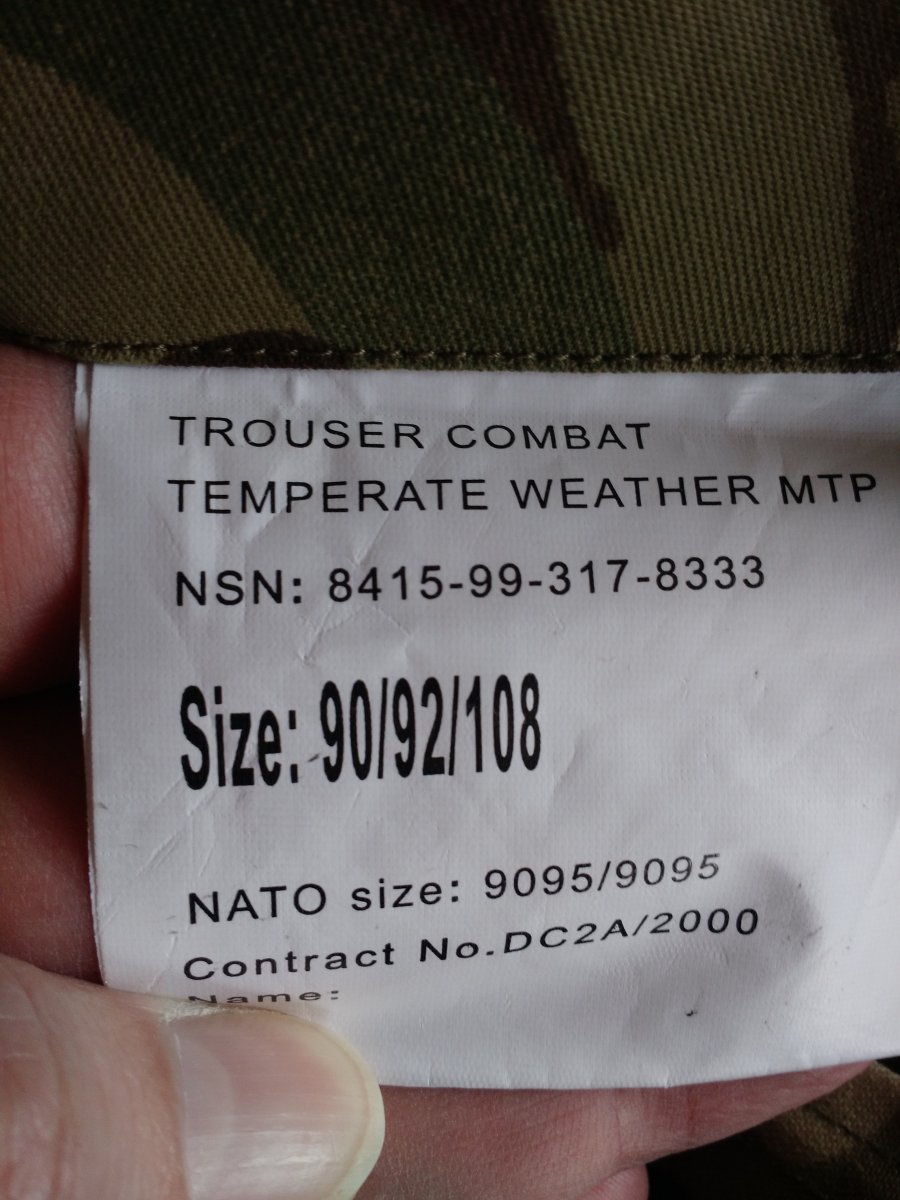 TROUSER COMBAT
TEMPERATE WEATHER MTP
NSN: 8415-99-317-8333
Size: 90/92/108
NATO size: 9095/9095
Contract No.DC2A/2000
Name: